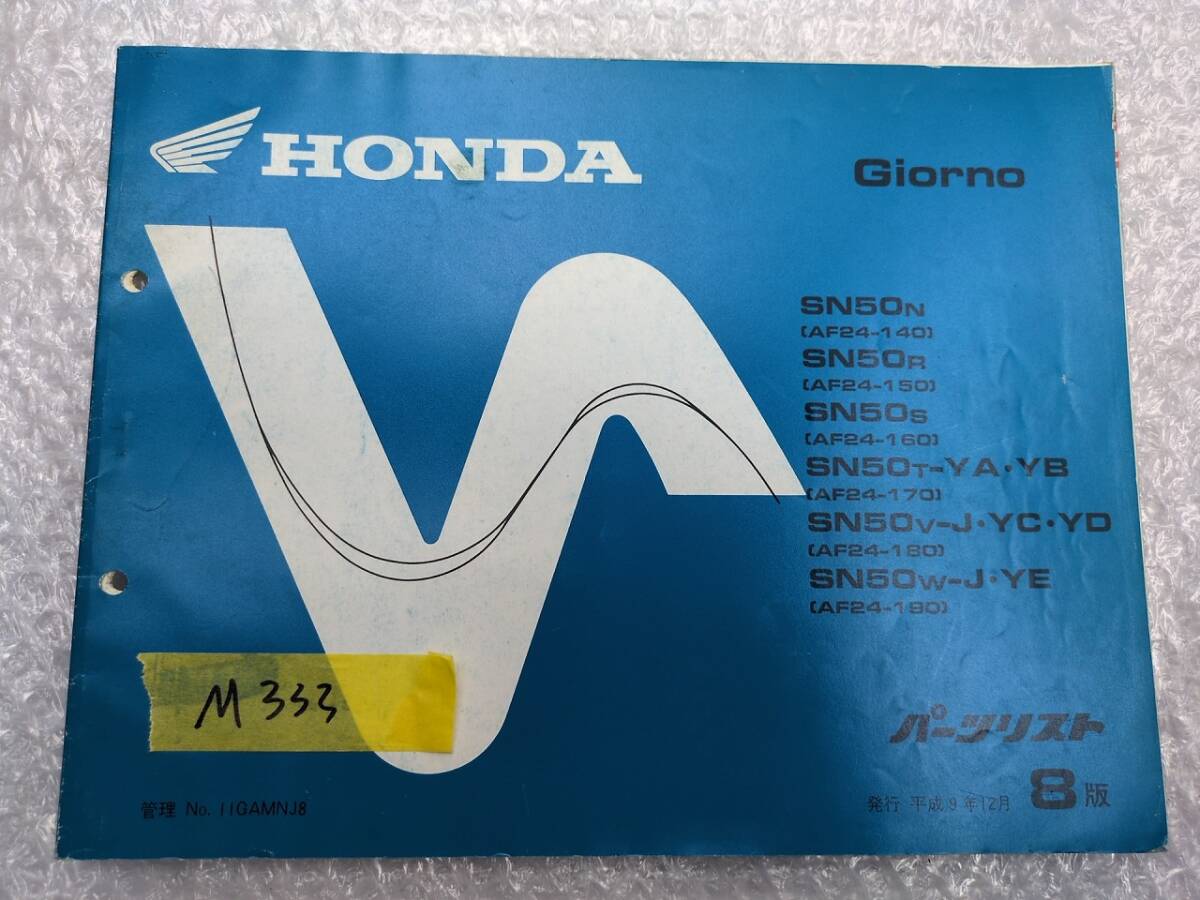 HONDA
Giorno
SN50N
(AF24-140)
SN50R
(AF24-150)
SN50S
(AF24-160)
SN50T-YA・YB
(AF24-170)
SN50V-J・YC・YD
(AF24-180)
SN50W-J・YE
(AF24-190)
M333
パーツリスト
管理 No. 11GAMNJ8
発行 平成9年12月 8版